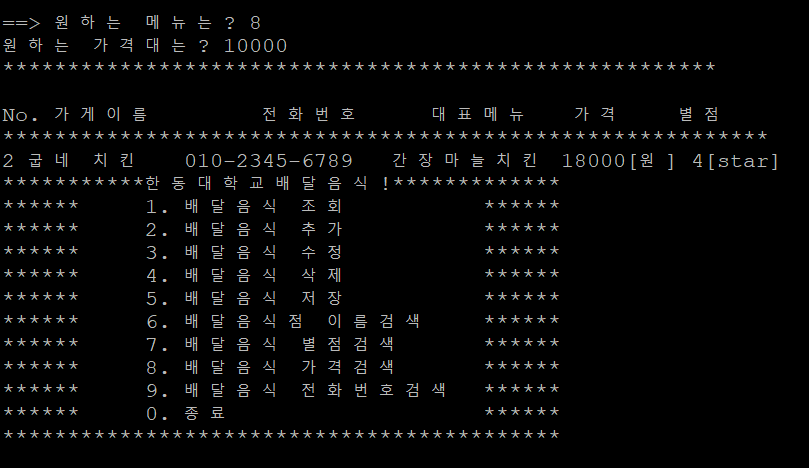 ==> 원하는 메뉴는? 8
원하는 가격대는? 10000
*******************************************************
No. 가게이름 전화번호 대표메뉴 가격 별점
***********************************************************
2 굽네 치킨 010-2345-6789 간장마늘치킨 18000[원 ] 4[star]
***********한동대학교배달음식!*************
****** 1. 배달음식 조회 ******
****** 2. 배달음식 추가 ******
****** 3. 배달음식 수정 ******
****** 4. 배달음식 삭제 ******
****** 5. 배달음식 저장 ******
****** 6. 배달음식점 이름검색 ******
****** 7. 배달음식 별점검색 ******
****** 8. 배달음식 가격검색 ******
****** 9. 배달음식 전화번호검색 ******
****** 0. 종료 ******
*******************************************